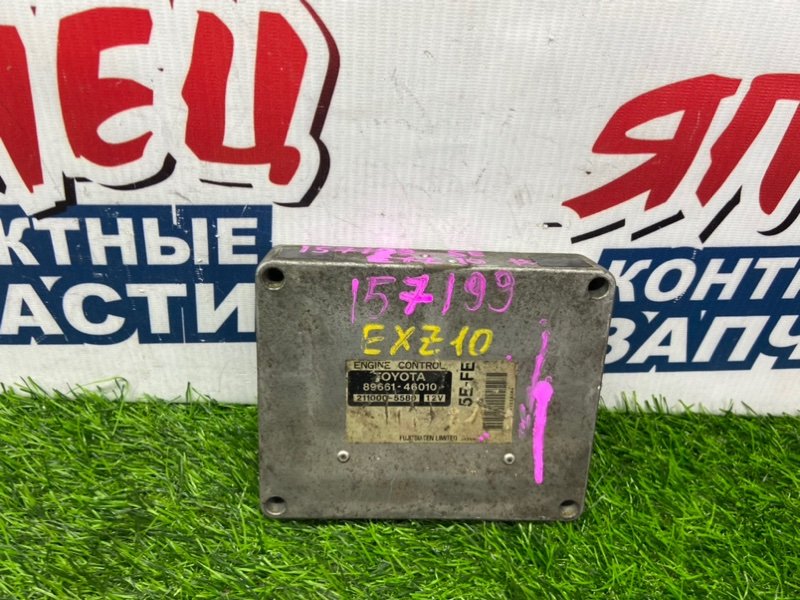 ПЕЦ
КТНЫЕ
АСТИ
ЯП
КОНТ
ЗАПЧ
157199
EXZ10
ENGINE CONTROL
TOYOTA
89661-46010
211000-5580 12V
5E-FE
FUJITSU TEN LIMITED